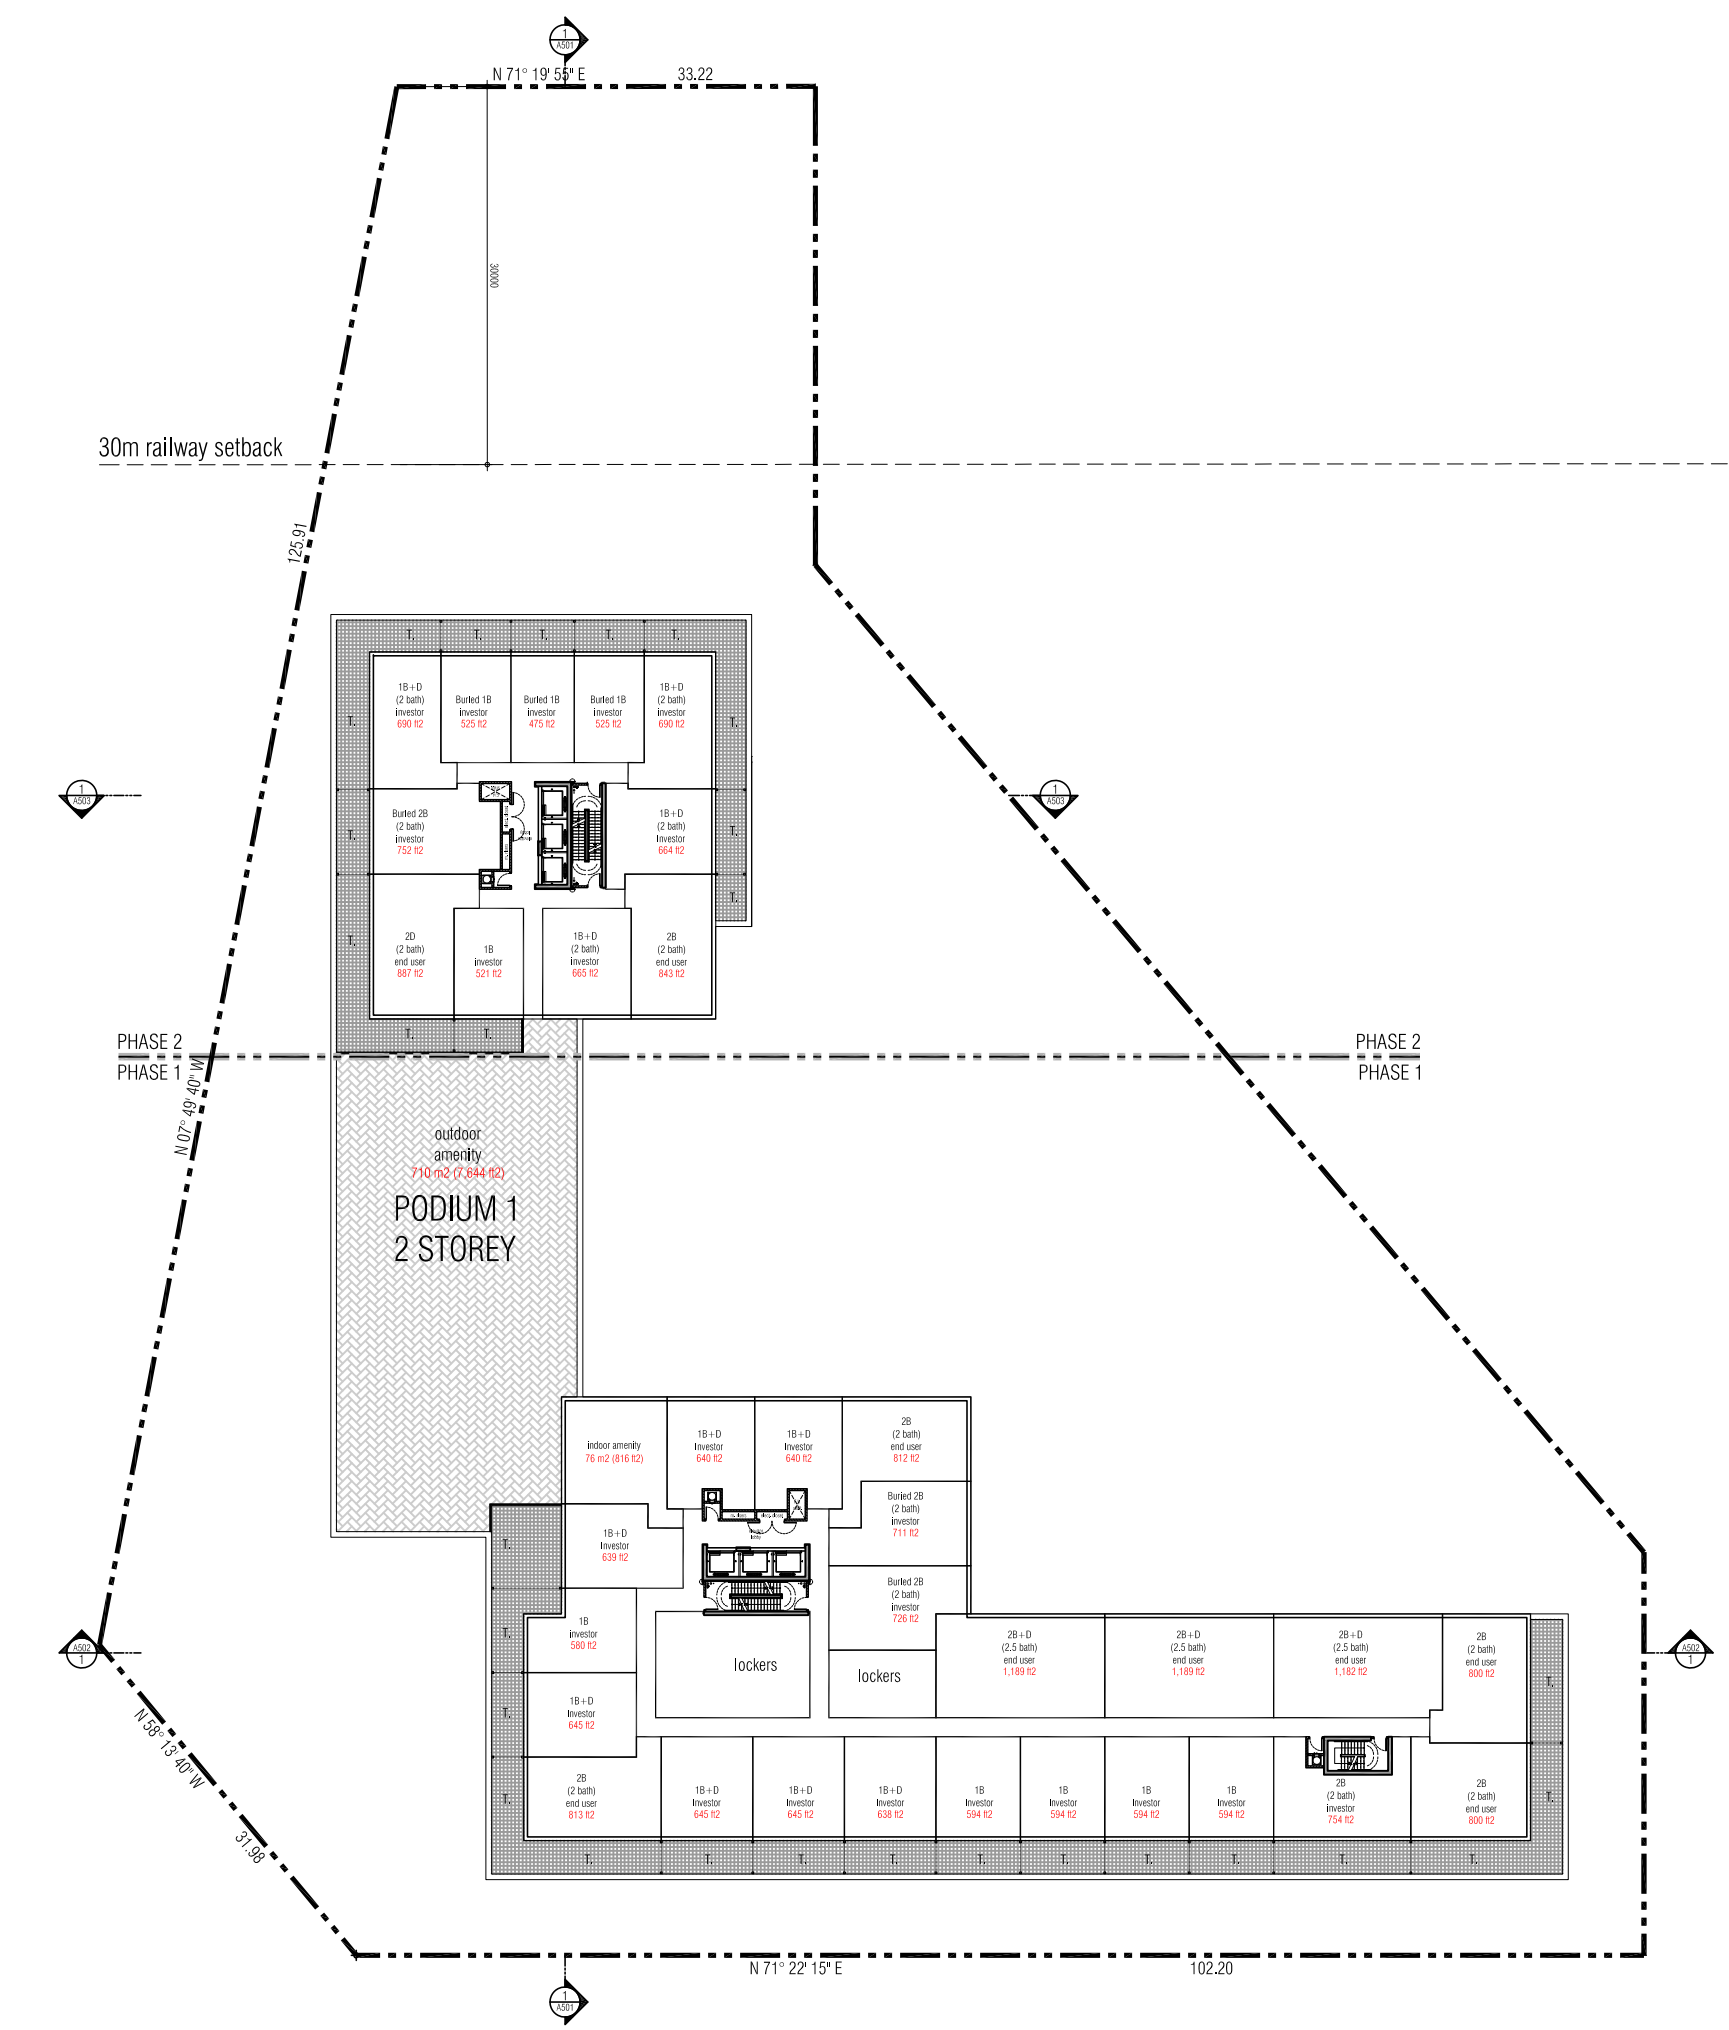 1
A501
N 71° 19' 55" E
33.22
30000
30m railway setback
125.91
T.
T.
T.
T.
T.
1B+D
(2 bath)
investor
690 ft2
Buried 1B
investor
525 ft2
Buried 1B
investor
475 ft2
Buried 1B
investor
525 ft2
1B+D
(2 bath)
investor
690 ft2
T.
T.
1
A503
1
A503
Buried 2B
(2 bath)
investor
752 ft2
1B+D
(2 bath)
Investor
664 ft2
T.
T.
T.
2D
(2 bath)
end user
887 ft2
1B
investor
521 ft2
1B+D
(2 bath)
investor
665 ft2
2B
(2 bath)
end user
843 ft2
T.
T.
T.
PHASE 2
PHASE 1
PHASE 2
PHASE 1
N 07° 49' 40" W
outdoor
amenity
710 m2 (7,644 ft2)
PODIUM 1
2 STOREY
indoor amenity
76 m2 (816 ft2)
1B+D
Investor
640 ft2
1B+D
Investor
640 ft2
2B
(2 bath)
end user
812 ft2
Buried 2B
(2 bath)
investor
711 ft2
T.
1B+D
Investor
639 ft2
Buried 2B
(2 bath)
investor
726 ft2
T.
1B
investor
580 ft2
lockers
lockers
2B+D
(2.5 bath)
end user
1,189 ft2
2B+D
(2.5 bath)
end user
1,189 ft2
2B+D
(2.5 bath)
end user
1,182 ft2
2B
(2 bath)
end user
800 ft2
T.
A502
1
A502
1
T.
1B+D
Investor
645 ft2
N 58° 13' 40" W
31.98
T.
2B
(2 bath)
end user
813 ft2
1B+D
Investor
645 ft2
1B+D
Investor
645 ft2
1B+D
Investor
638 ft2
1B
Investor
594 ft2
1B
Investor
594 ft2
1B
Investor
594 ft2
1B
Investor
594 ft2
2B
(2 bath)
investor
754 ft2
2B
(2 bath)
end user
800 ft2
T.
T.
T.
T.
T.
T.
T.
T.
T.
T.
T.
N 71° 22' 15" E
102.20
1
A501